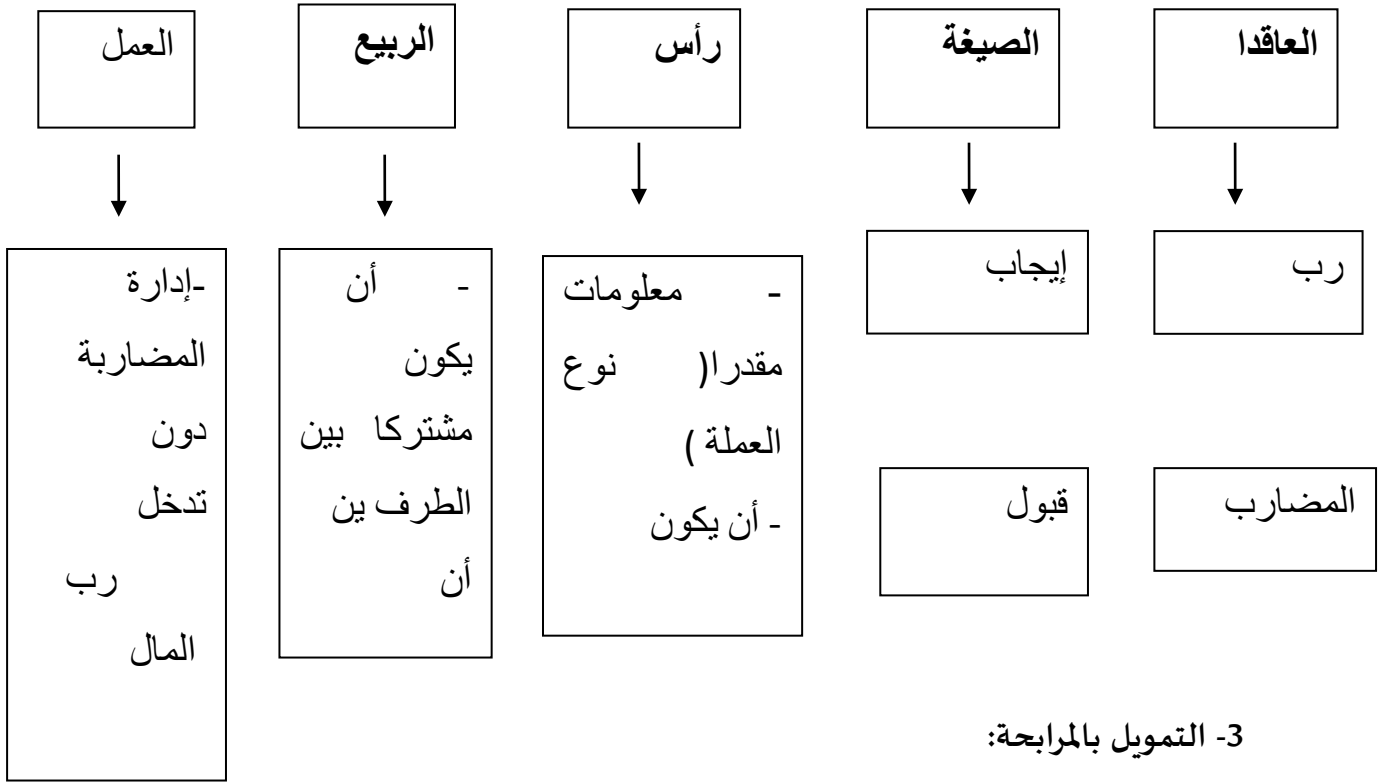 العاقدا
الصيغة
رأس
الربيع
العمل
رب
المضارب
إيجاب
قبول
- معلومات
مقدرا( نوع
العملة )
- أن يكون
- أن
يكون
مشتركا بين
الطرف ين
أن
-إدارة
المضاربة
دون
تدخل
رب
المال
3- التمويل بالمرابحة: